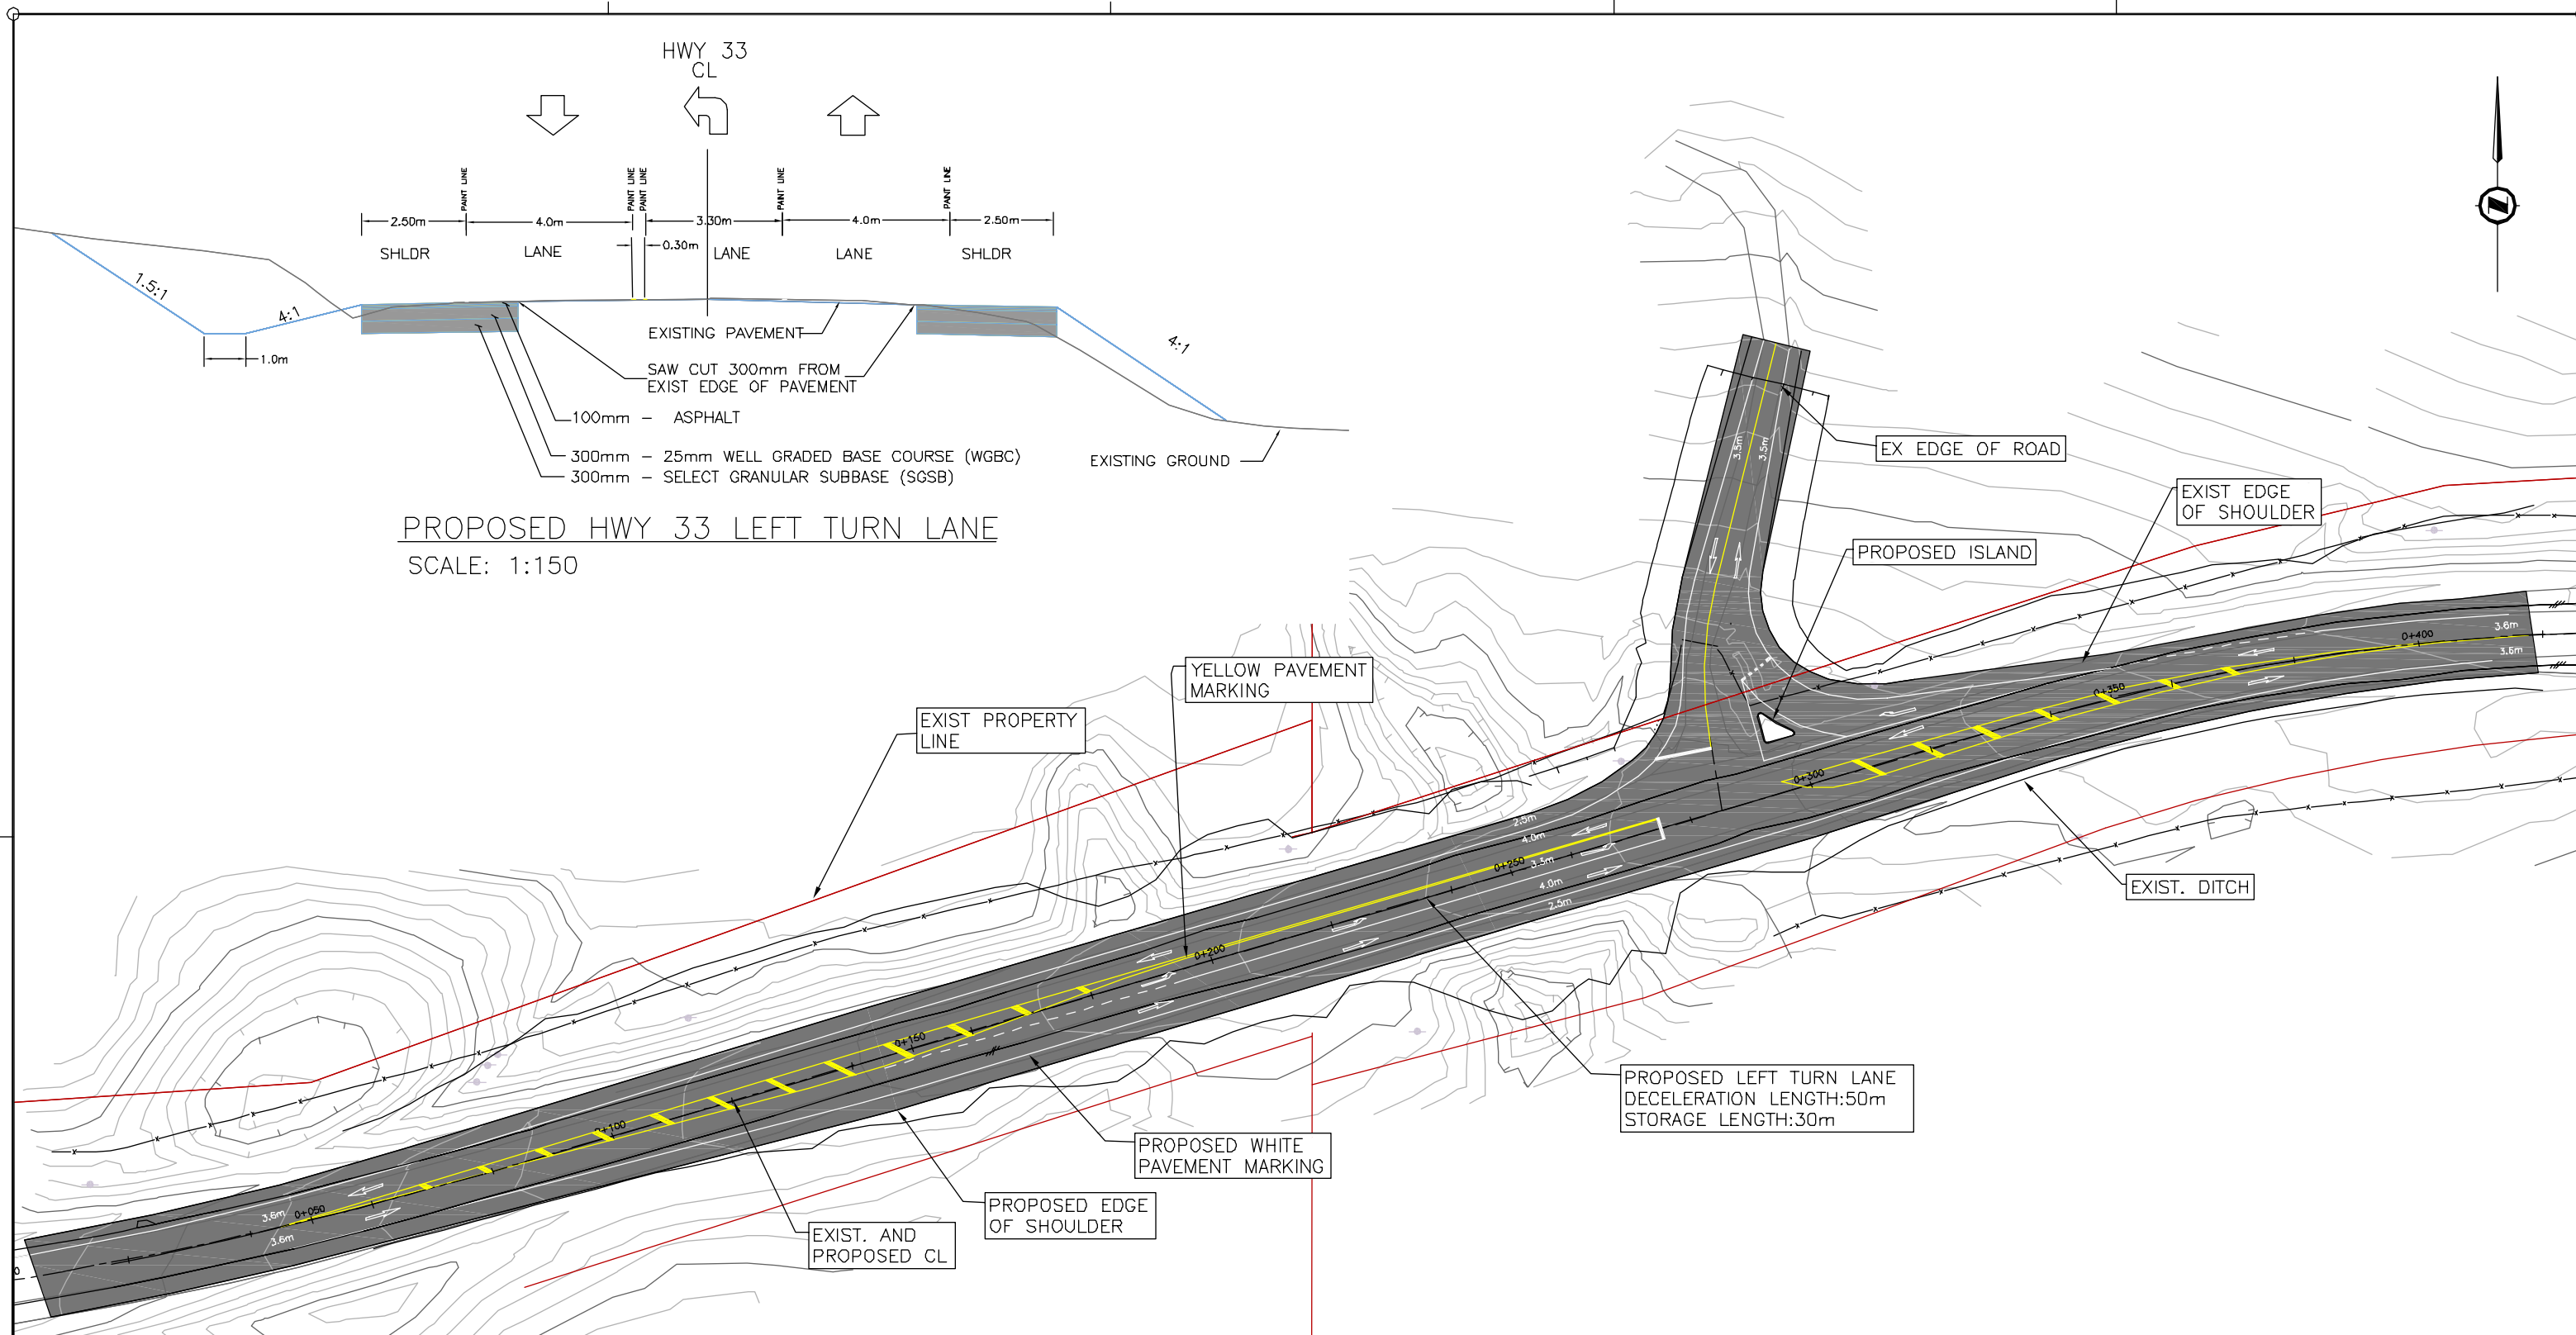 HWY 33
CL
PAINT LINE
PAINT LINE
PAINT LINE
PAINT LINE
PAINT LINE
2.50m
4.0m
3.30m
4.0m
2.50m
0.30m
SHLDR
LANE
LANE
LANE
SHLDR
1.5:1
4:1
1.0m
4:1
EXISTING PAVEMENT
SAW CUT 300mm FROM
EXIST EDGE OF PAVEMENT
100mm - ASPHALT
300mm - 25mm WELL GRADED BASE COURSE (WGBC)
300mm - SELECT GRANULAR SUBBASE (SGSB)
EXISTING GROUND
PROPOSED HWY 33 LEFT TURN LANE
SCALE: 1:150
3.5m
3.5m
EX EDGE OF ROAD
EXIST EDGE
OF SHOULDER
PROPOSED ISLAND
YELLOW PAVEMENT
MARKING
EXIST PROPERTY
LINE
3.6m
0+400
3.6m
0+350
0+300
2.5m
4.0m
0+250
3.3m
4.0m
2.5m
EXIST. DITCH
0+200
0+150
0+100
PROPOSED LEFT TURN LANE
DECELERATION LENGTH:50m
STORAGE LENGTH:30m
PROPOSED WHITE
PAVEMENT MARKING
PROPOSED EDGE
OF SHOULDER
EXIST. AND
PROPOSED CL
3.6m
0+050
3.6m
0